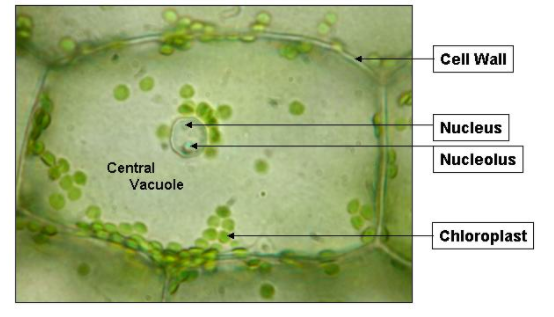 Cell Wall
Nucleus
Nucleolus
Central
Vacuole
Chloroplast